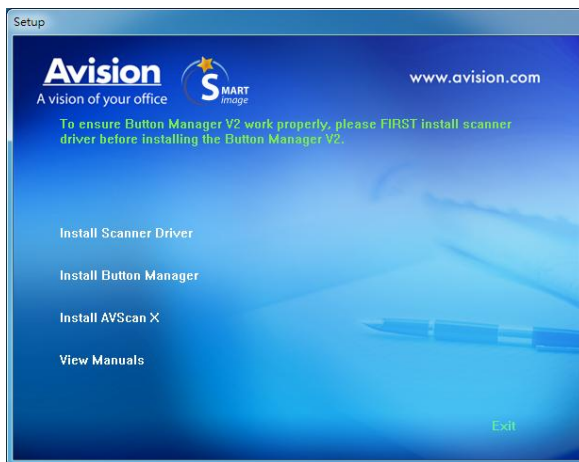 Setup
Avision
A vision of your office
SMART
image
www.avision.com
To ensure Button Manager V2 work properly, please FIRST install scanner
driver before installing the Button Manager V2.
Install Scanner Driver
Install Button Manager
Install AVScan X
View Manuals
Exit